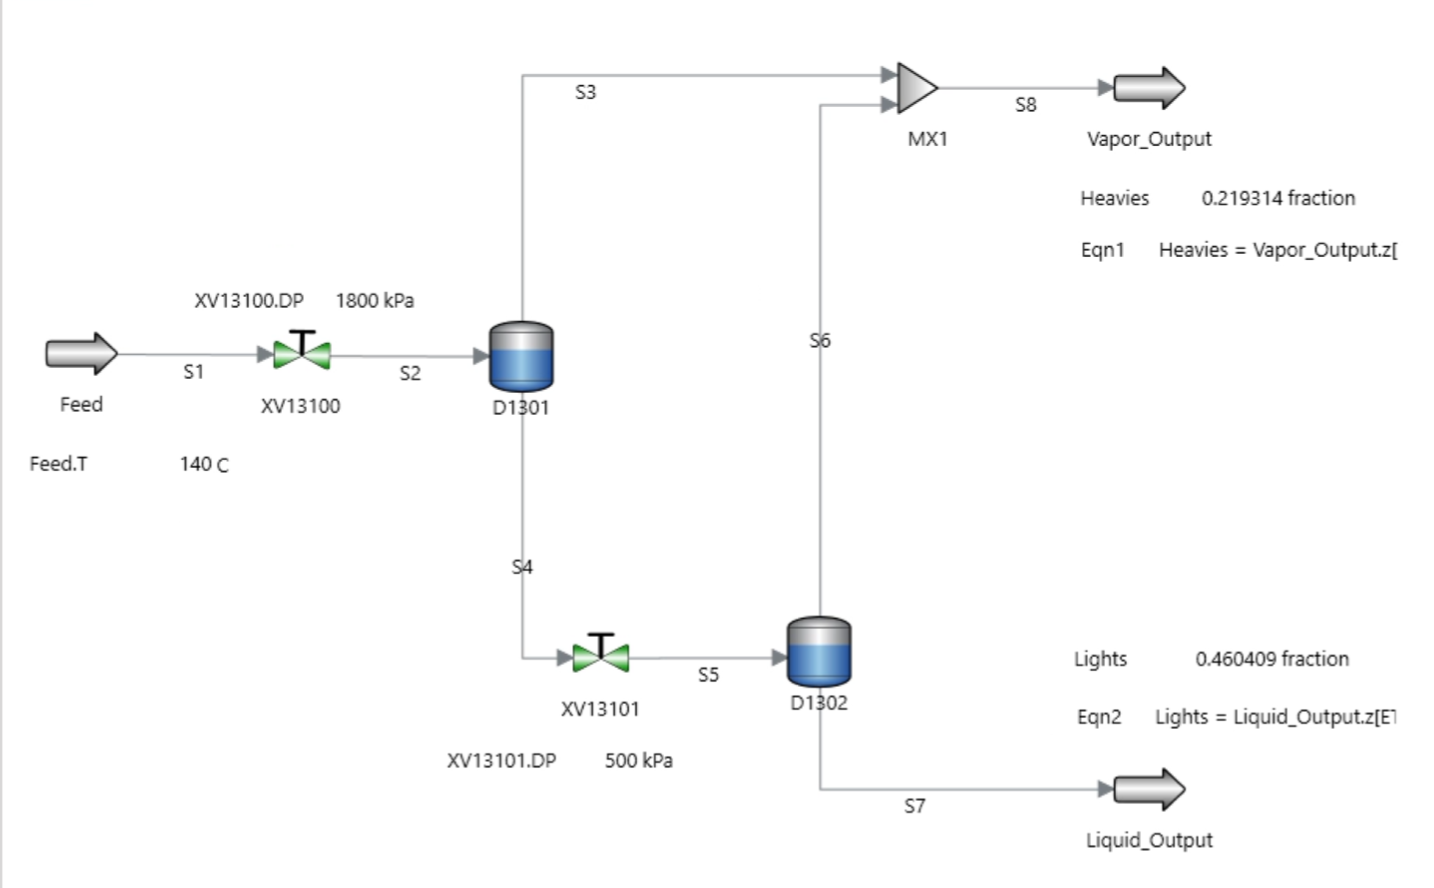 S3
S8
MX1
Vapor_Output
Heavies 0.219314 fraction
Eqn1 Heavies = Vapor_Output.z[
XV13100.DP 1800 kPa
S6
S1
S2
Feed
XV13100
D1301
Feed.T 140 C
S4
Lights 0.460409 fraction
S5
XV13101
D1302
Eqn2 Lights = Liquid_Output.z[ET
XV13101.DP 500 kPa
S7
Liquid_Output